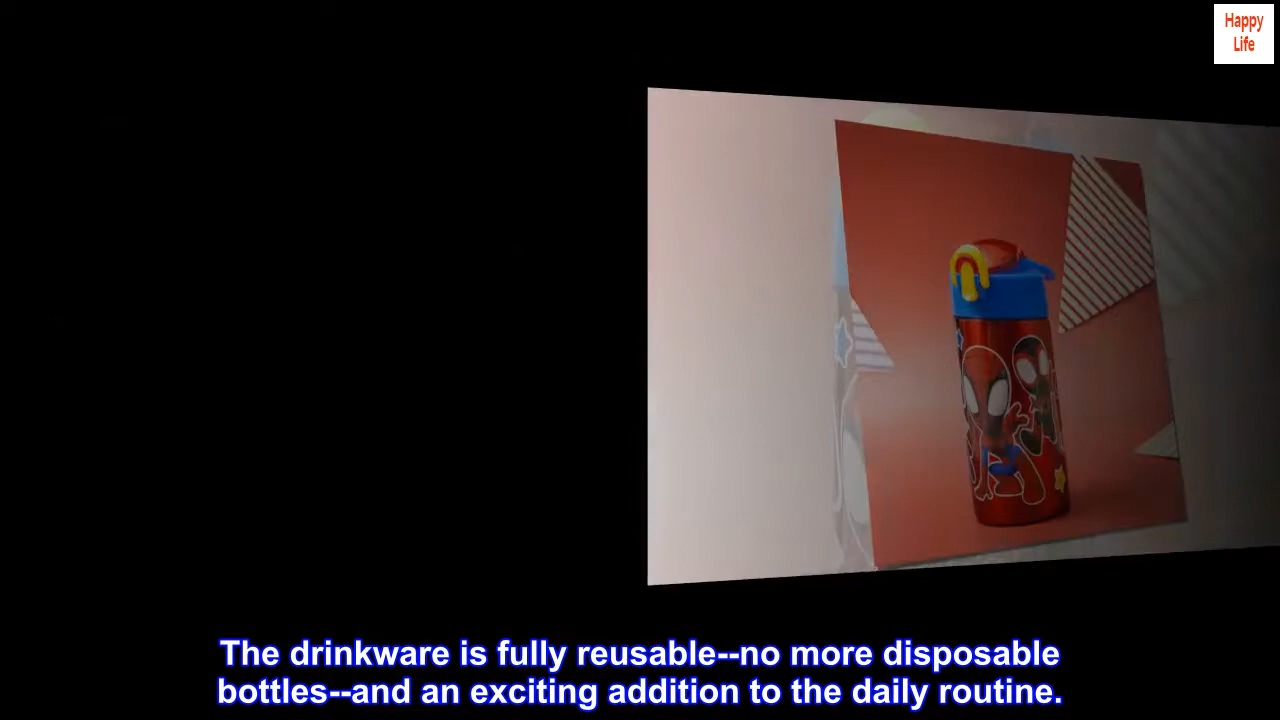 Happy
Life
The drinkware is fully reusable--no more disposable
bottles--and an exciting addition to the daily routine.